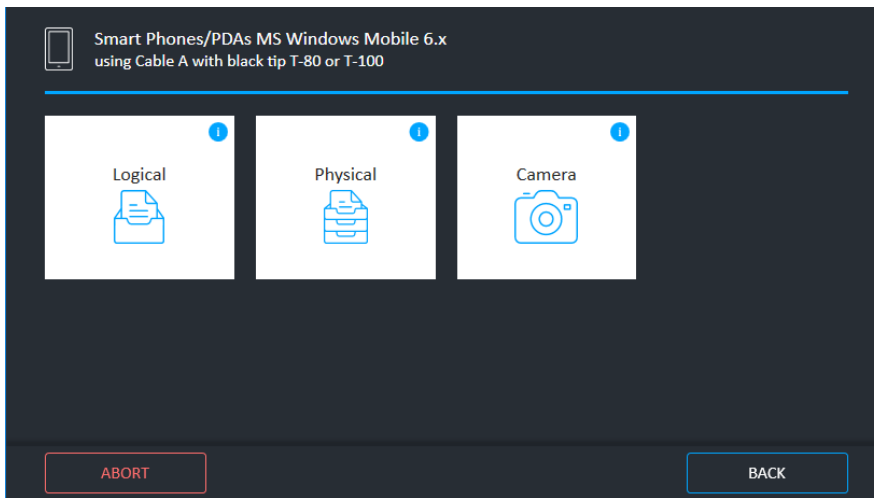 Smart Phones/PDAs MS Windows Mobile 6.x
using Cable A with black tip T-80 or T-100
i
i
i
Logical
Physical
Camera
ABORT
BACK